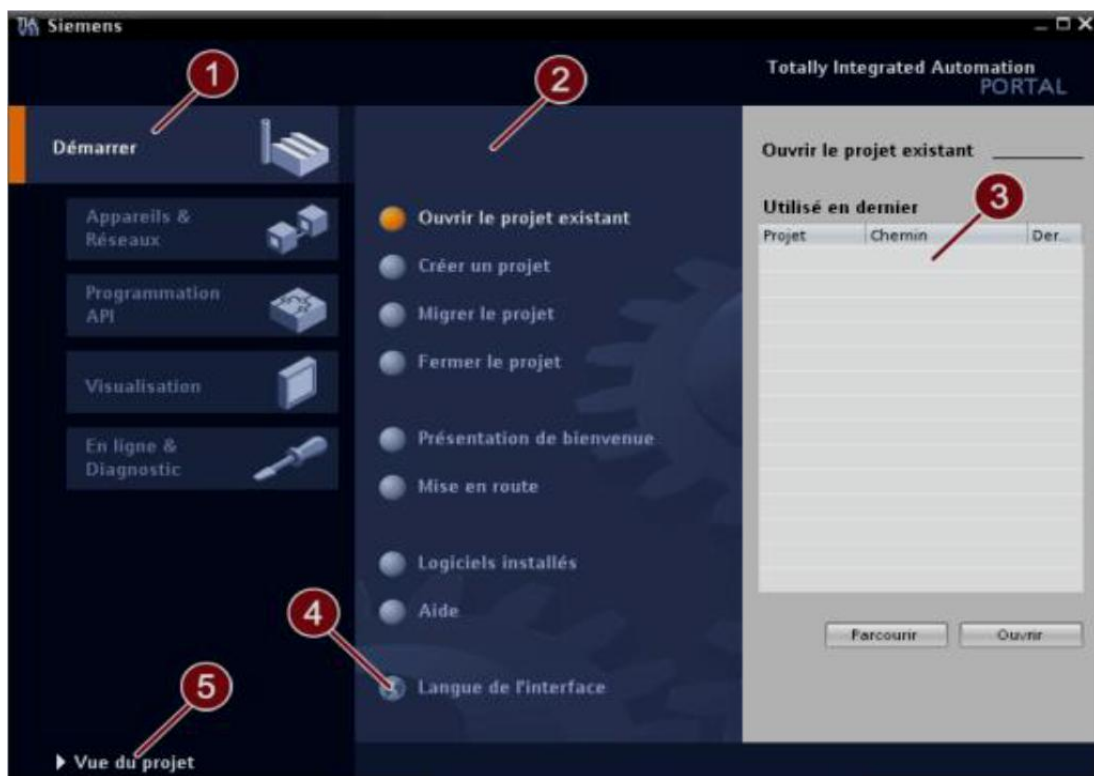 Siemens
Totally Integrated Automation
PORTAL
1
2
Démarrer
Appareils &
Réseaux
Programmation
API
Visualisation
En ligne &
Diagnostic
Ouvrir le projet existant
Créer un projet
Migrer le projet
Fermer le projet
Présentation de bienvenue
Mise en route
Logiciels installés
Aide
4
Langue de l'interface
Ouvrir le projet existant
Utilisé en dernier
3
Projet Chemin Der...
Parcourir Ouvrir
5
Vue du projet